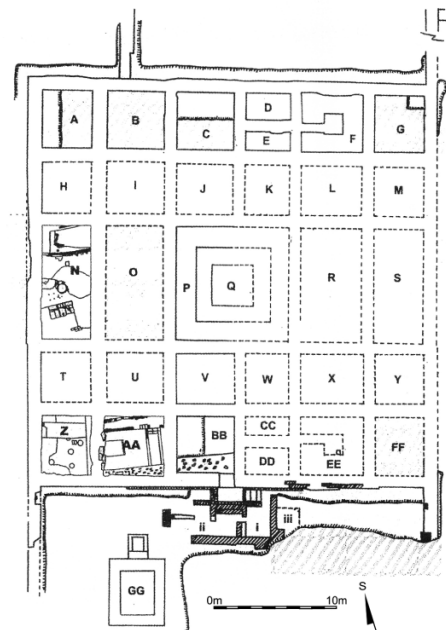 A B C D E F G
H I J K L M
N O P Q R S
T U V W X Y
Z AA BB CC DD EE FF
ii i iii
GG
0m 10m
S